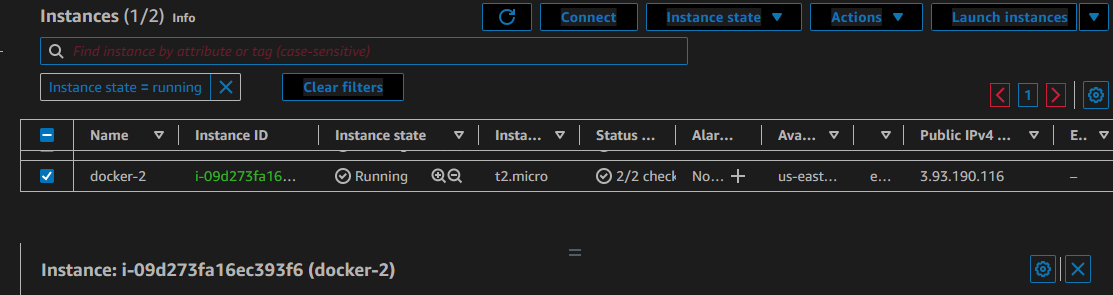 Instances (1/2) Info
Connect
Instance state
Actions
Launch instances
Find instance by attribute or tag (case-sensitive)
Instance state = running
Clear filters
1
Name Instance ID Instance state Insta... Status ... Alar... Ava... Public IPv4 ... E..
docker-2 i-09d273fa16... Running t2.micro 2/2 check No... us-east... e... 3.93.190.116 –
Instance: i-09d273fa16ec393f6 (docker-2)